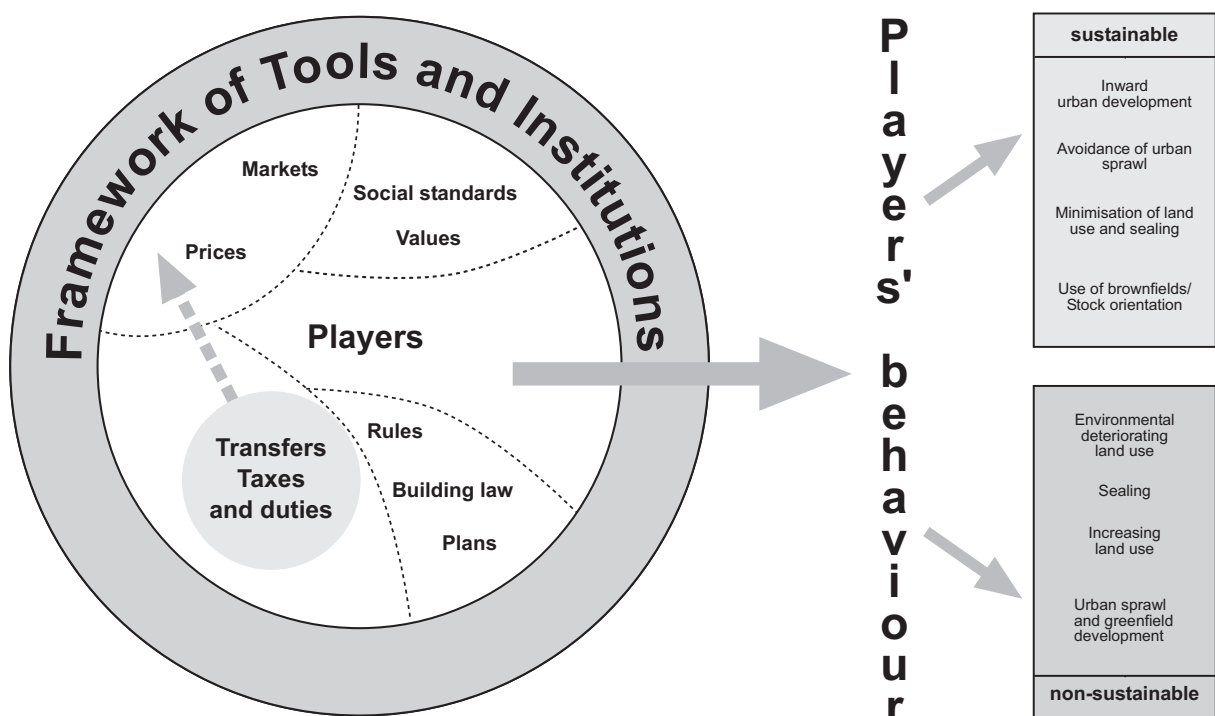 Framework of Tools and Institutions
Markets
Prices
Social standards
Values
Players
Transfers
Taxes
and duties
Rules
Building law
Plans
Players'
behaviour
sustainable
Inward
urban development
Avoidance of urban
sprawl
Minimisation of land
use and sealing
Use of brownfields/
Stock orientation
Environmental
deteriorating
land use
Sealing
Increasing
land use
Urban sprawl
and greenfield
development
non-sustainable